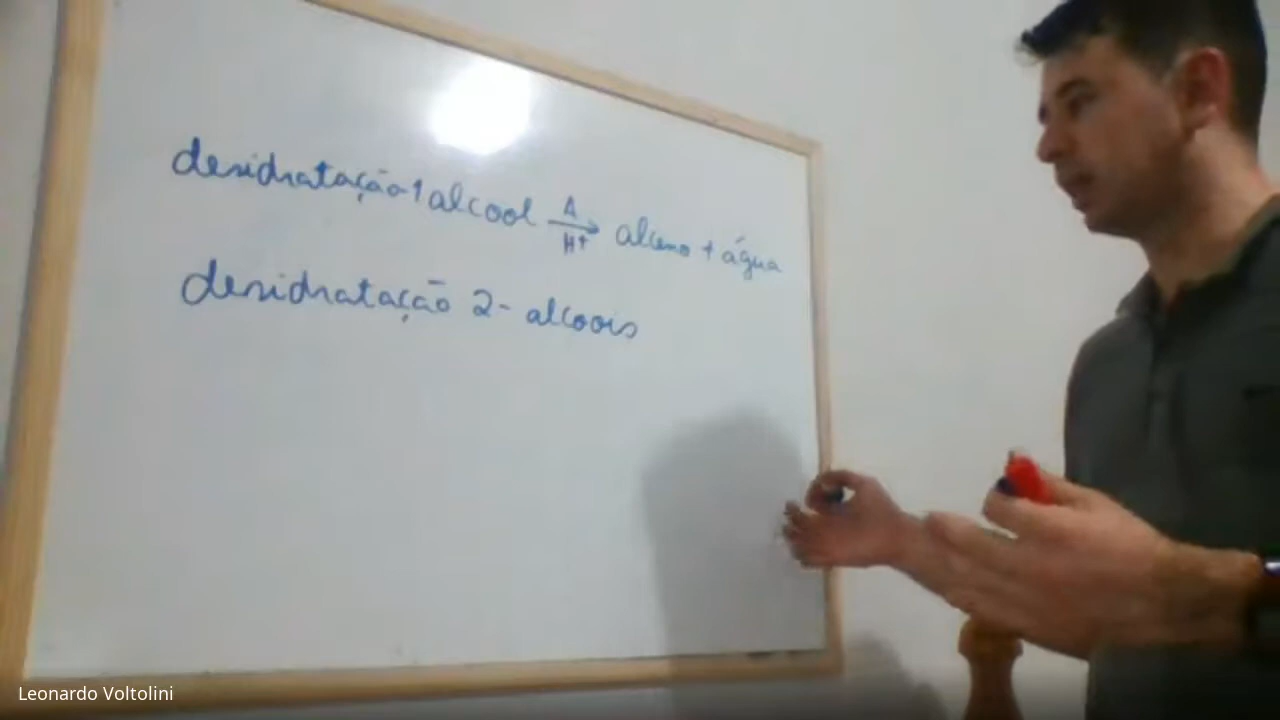 desidratação-1 alcool Δ H+ → alceno + água
desidratação 2- alcoois
Leonardo Voltolini